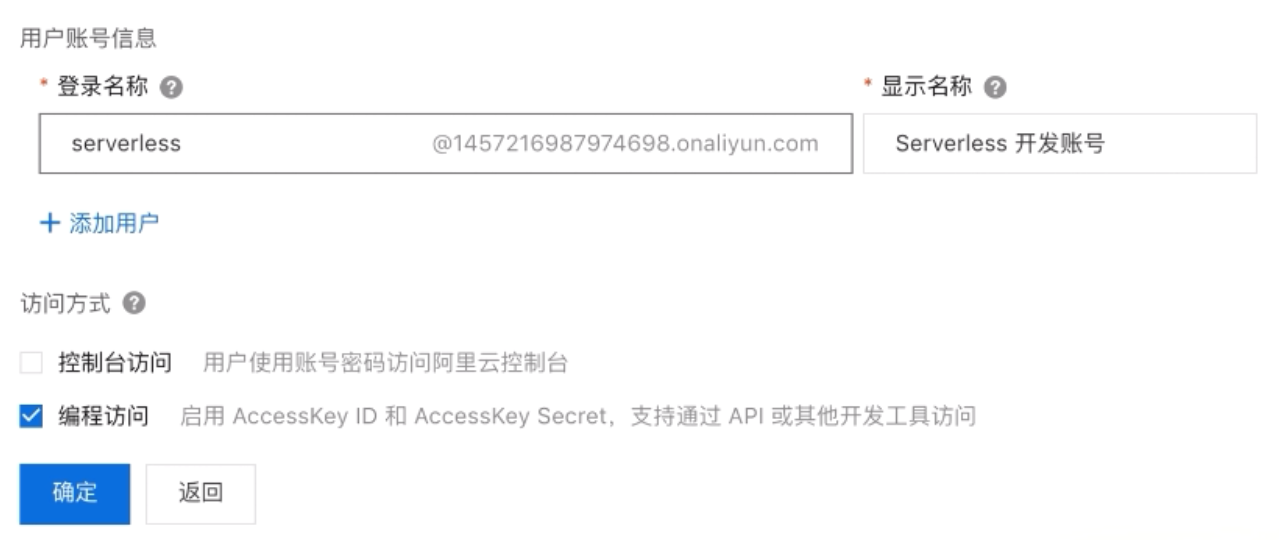 用户账号信息
* 登录名称 ? * 显示名称 ?
serverless @1457216987974698.onaliyun.com Serverless 开发账号
+ 添加用户
访问方式 ?
控制台访问 用户使用账号密码访问阿里云控制台
编程访问 启用 AccessKey ID 和 AccessKey Secret，支持通过 API 或其他开发工具访问
确定 返回